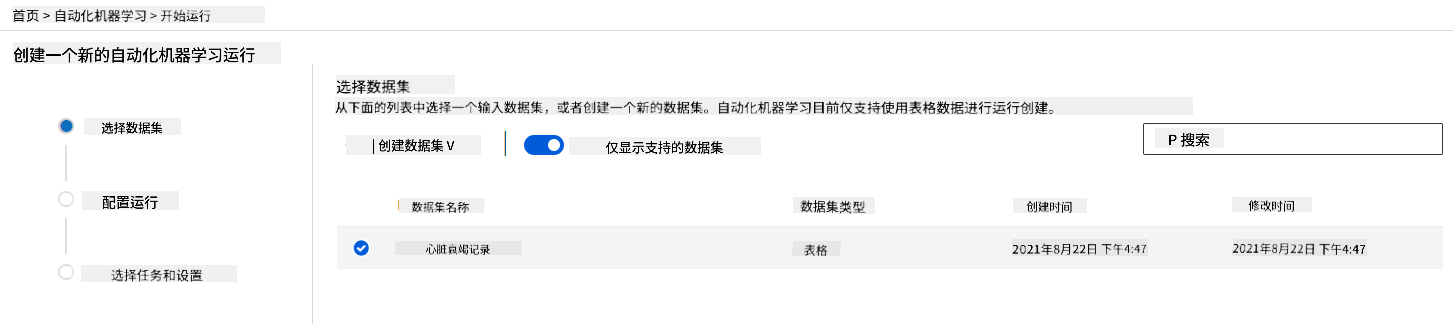 首页 > 自动化机器学习 > 开始运行
创建一个新的自动化机器学习运行
选择数据集
配置运行
选择任务和设置
选择数据集
从下面的列表中选择一个输入数据集，或者创建一个新的数据集。自动化机器学习目前仅支持使用表格数据进行运行创建。
| 创建数据集 V 仅显示支持的数据集 P 搜索
数据集名称 数据集类型 创建时间 修改时间
心脏衰竭记录 表格 2021年8月22日 下午4:47 2021年8月22日 下午4:47